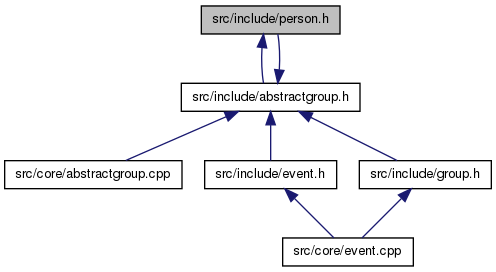 src/include/person.h
src/include/abstractgroup.h
src/core/abstractgroup.cpp
src/include/event.h
src/include/group.h
src/core/event.cpp